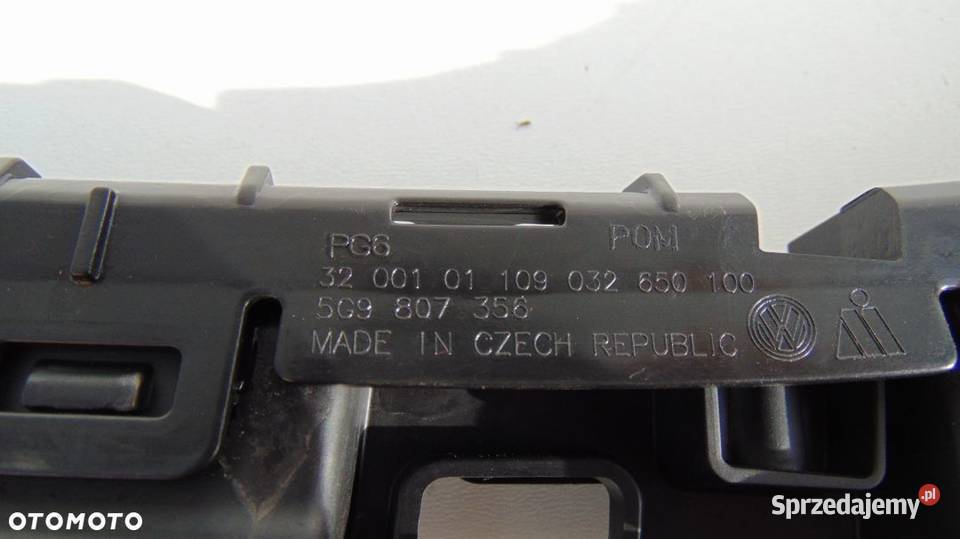 PG6 POM
32 001 01 109 032 650 100
5G9 807 356
MADE IN CZECH REPUBLIC
OTOMOTO
Sprzedajemy.pl